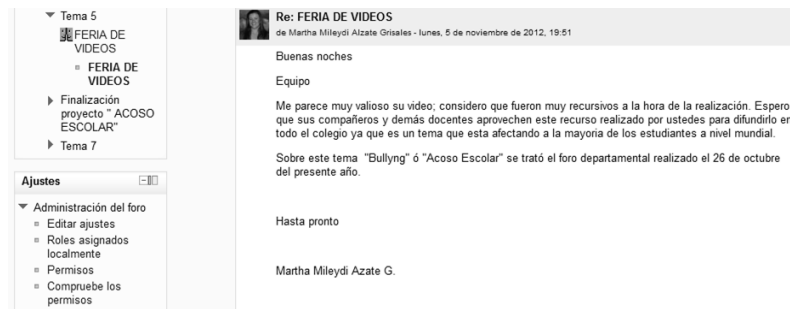 Tema 5
FERIA DE
VIDEOS
FERIA DE
VIDEOS
Finalización
proyecto " ACOSO
ESCOLAR"
Tema 7
Ajustes
Administración del foro
Editar ajustes
Roles asignados
localmente
Permisos
Compruebe los
permisos
Re: FERIA DE VIDEOS
de Martha Mileydi Alzate Grisales - lunes, 5 de noviembre de 2012, 19:51
Buenas noches
Equipo
Me parece muy valioso su video; considero que fueron muy recursivos a la hora de la realización. Espero
que sus compañeros y demás docentes aprovechen este recurso realizado por ustedes para difundirlo en
todo el colegio ya que es un tema que esta afectando a la mayoria de los estudiantes a nivel mundial.
Sobre este tema "Bullyng" ó "Acoso Escolar" se trató el foro departamental realizado el 26 de octubre
del presente año.
Hasta pronto
Martha Mileydi Azate G.